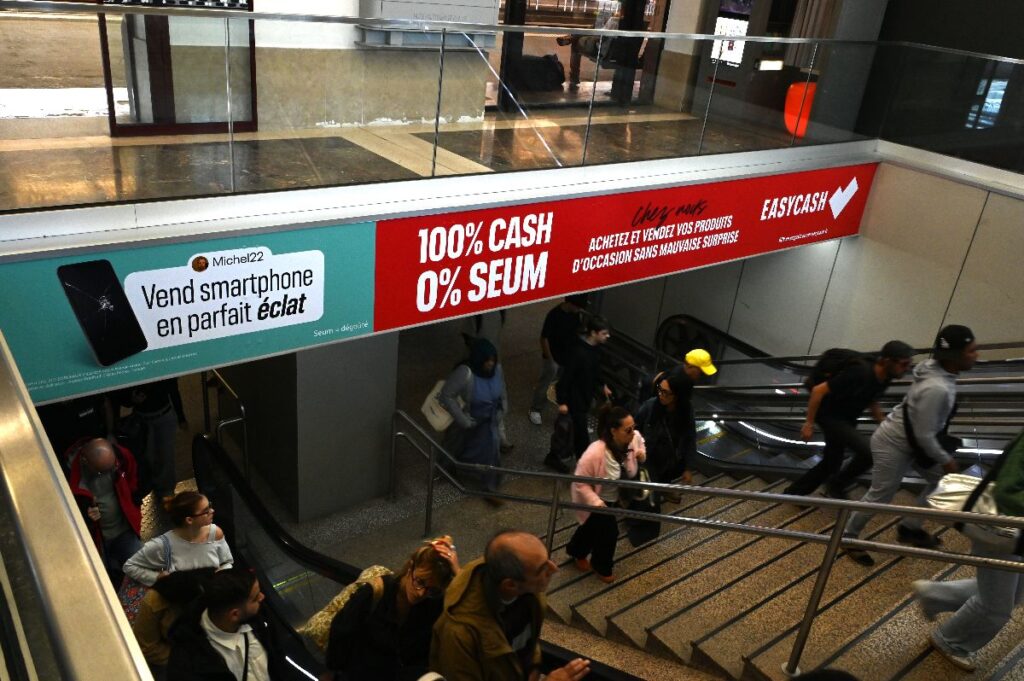 Michel22
Vend smartphone
en parfait éclat
Seum = dégoûté
100% CASH
0% SEUM
Chez nous
ACHETEZ ET VENDEZ VOS PRODUITS
D'OCCASION SANS MAUVAISE SURPRISE
EASYCASH